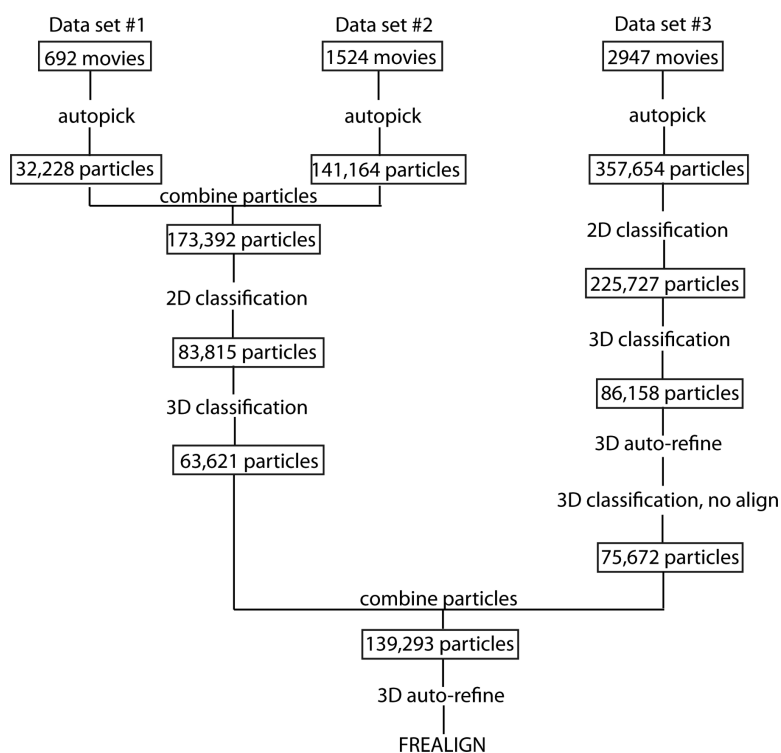 Data set #1
Data set #2
Data set #3
692 movies
1524 movies
2947 movies
autopick
autopick
autopick
32,228 particles
141,164 particles
357,654 particles
combine particles
173,392 particles
2D classification
225,727 particles
2D classification
83,815 particles
3D classification
86,158 particles
3D classification
3D auto-refine
63,621 particles
3D classification, no align
75,672 particles
combine particles
139,293 particles
3D auto-refine
FREALIGN